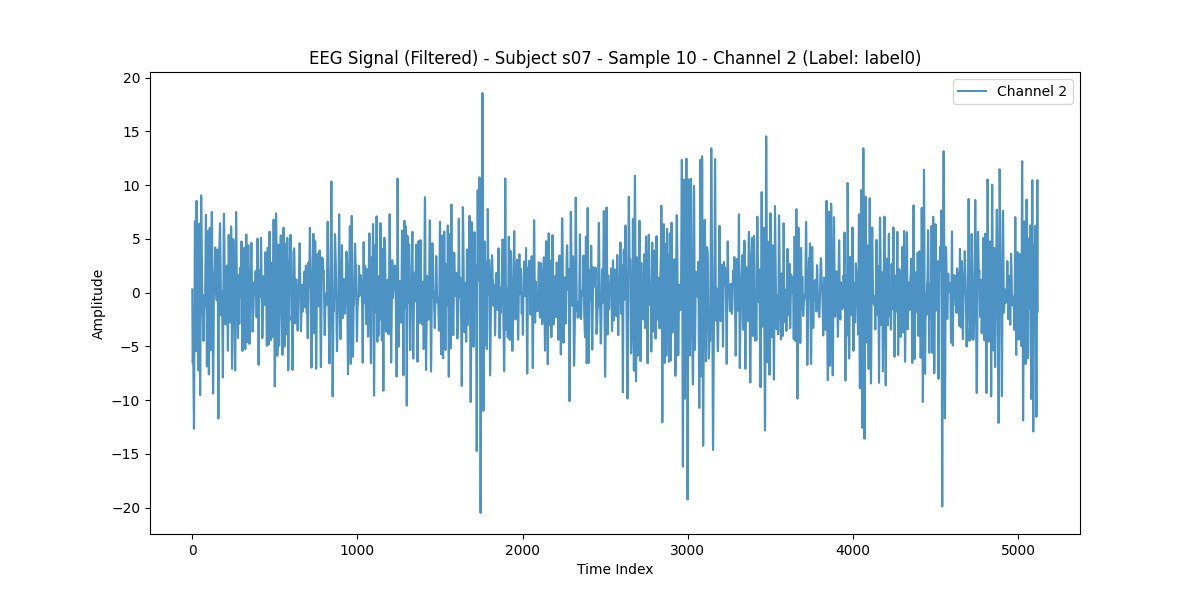 EEG Signal (Filtered) - Subject s07 - Sample 10 - Channel 2 (Label: label0)
Channel 2
20
15
10
5
0
−5
−10
−15
−20
Amplitude
0 1000 2000 3000 4000 5000
Time Index